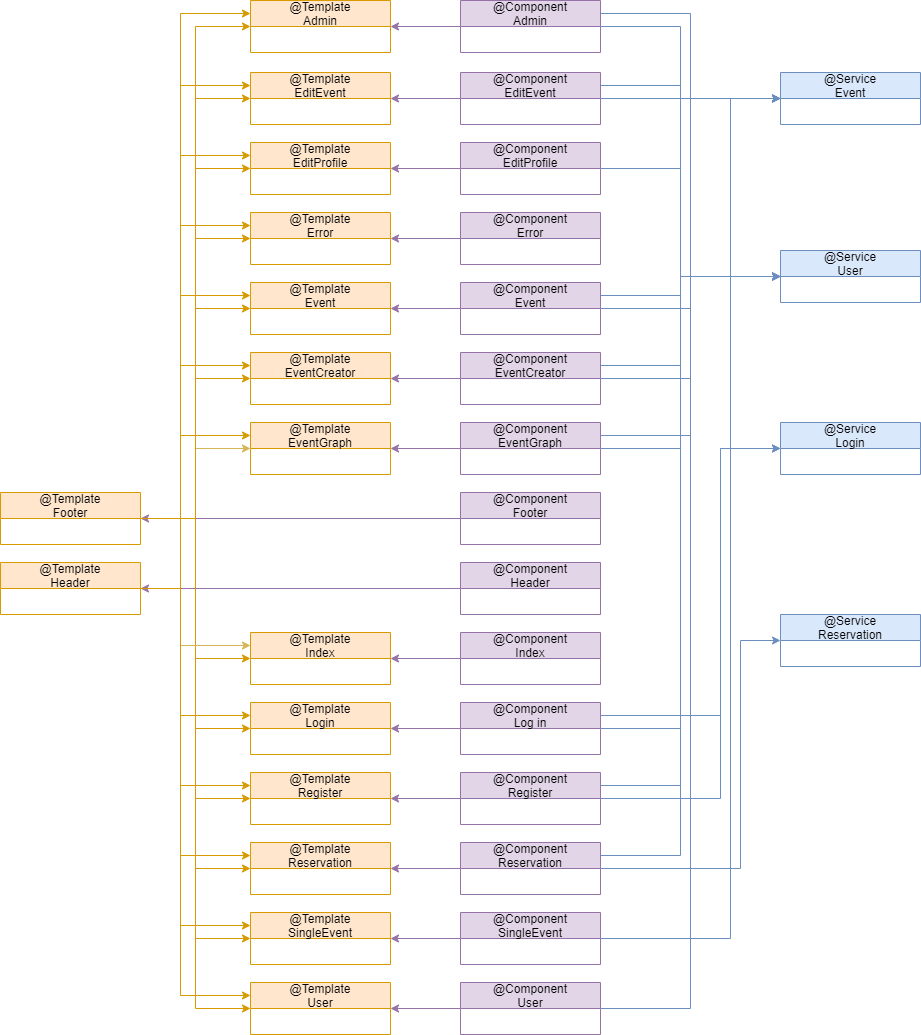 @Template
Admin
@Component
Admin
@Template
EditEvent
@Component
EditEvent
@Service
Event
@Template
EditProfile
@Component
EditProfile
@Template
Error
@Component
Error
@Service
User
@Template
Event
@Component
Event
@Template
EventCreator
@Component
EventCreator
@Template
EventGraph
@Component
EventGraph
@Service
Login
@Template
Footer
@Component
Footer
@Template
Header
@Component
Header
@Service
Reservation
@Template
Index
@Component
Index
@Template
Login
@Component
Log in
@Template
Register
@Component
Register
@Template
Reservation
@Component
Reservation
@Template
SingleEvent
@Component
SingleEvent
@Template
User
@Component
User